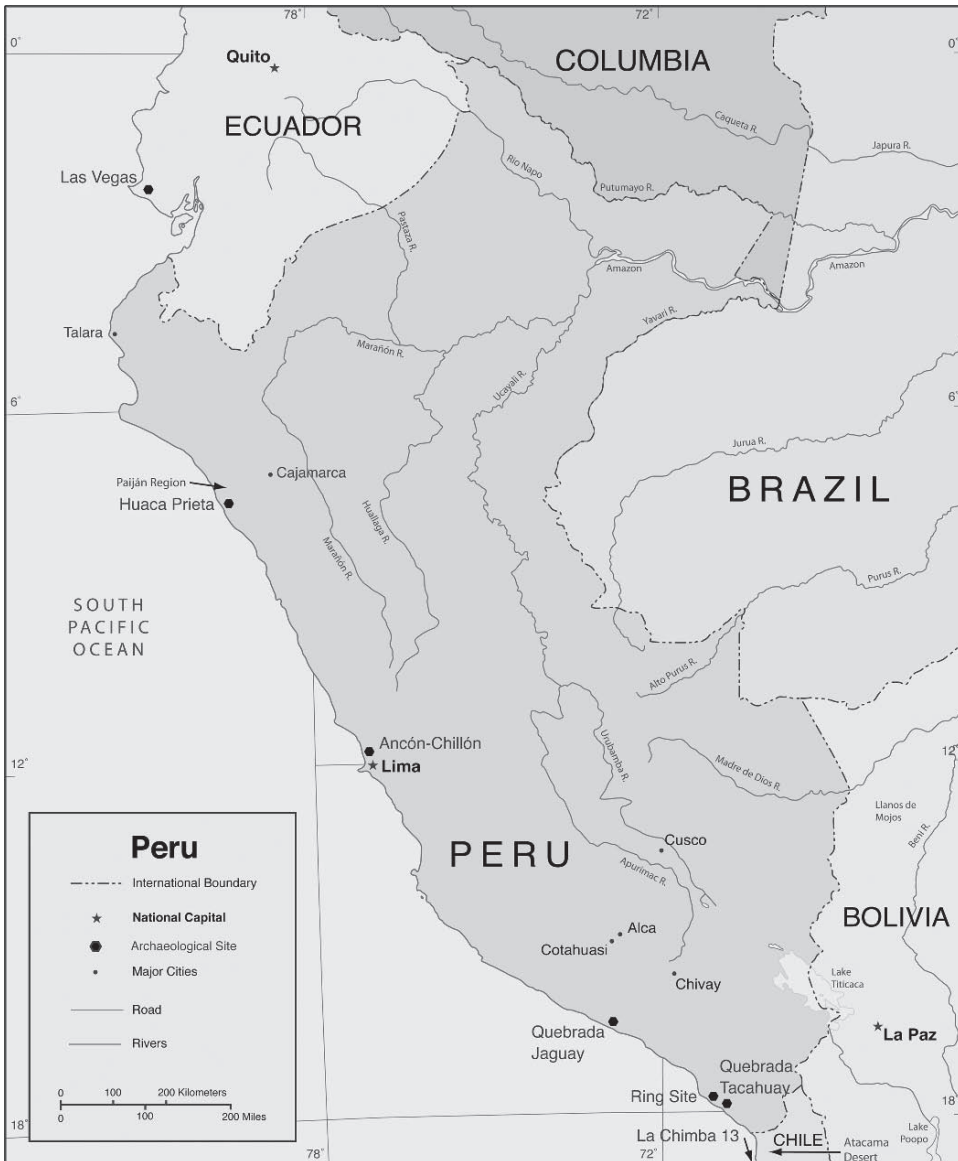 78°
72°
0°
0°
COLUMBIA
Quito
ECUADOR
Caqueta R.
Japura R.
Las Vegas
Rio Napo
Putumayo R.
Pastaza R.
Amazon
Amazon
Talara
Marañón R.
Yavari R.
Ucayali R.
6°
6°
Jurua R.
Cajamarca
Paiján Region
Huaca Prieta
BRAZIL
Huallaga R.
Marañón R.
Purus R.
SOUTH
PACIFIC
OCEAN
Alto Purus R.
Ancón-Chillón
Lima
12°
12°
Urubamba R.
Madre de Dios R.
Llanos de
Mojos
Beni R.
PERU
Cusco
Apurimac R.
BOLIVIA
Alca
Cotahuasi
Chivay
Lake
Titicaca
La Paz
Quebrada
Jaguay
Quebrada
Tacahuay
Ring Site
La Chimba 13
CHILE
Atacama
Desert
Lake
Poopo
18°
18°
78°
72°
Peru
International Boundary
National Capital
Archaeological Site
Major Cities
Road
Rivers
0 100 200 Kilometers
0 100 200 Miles